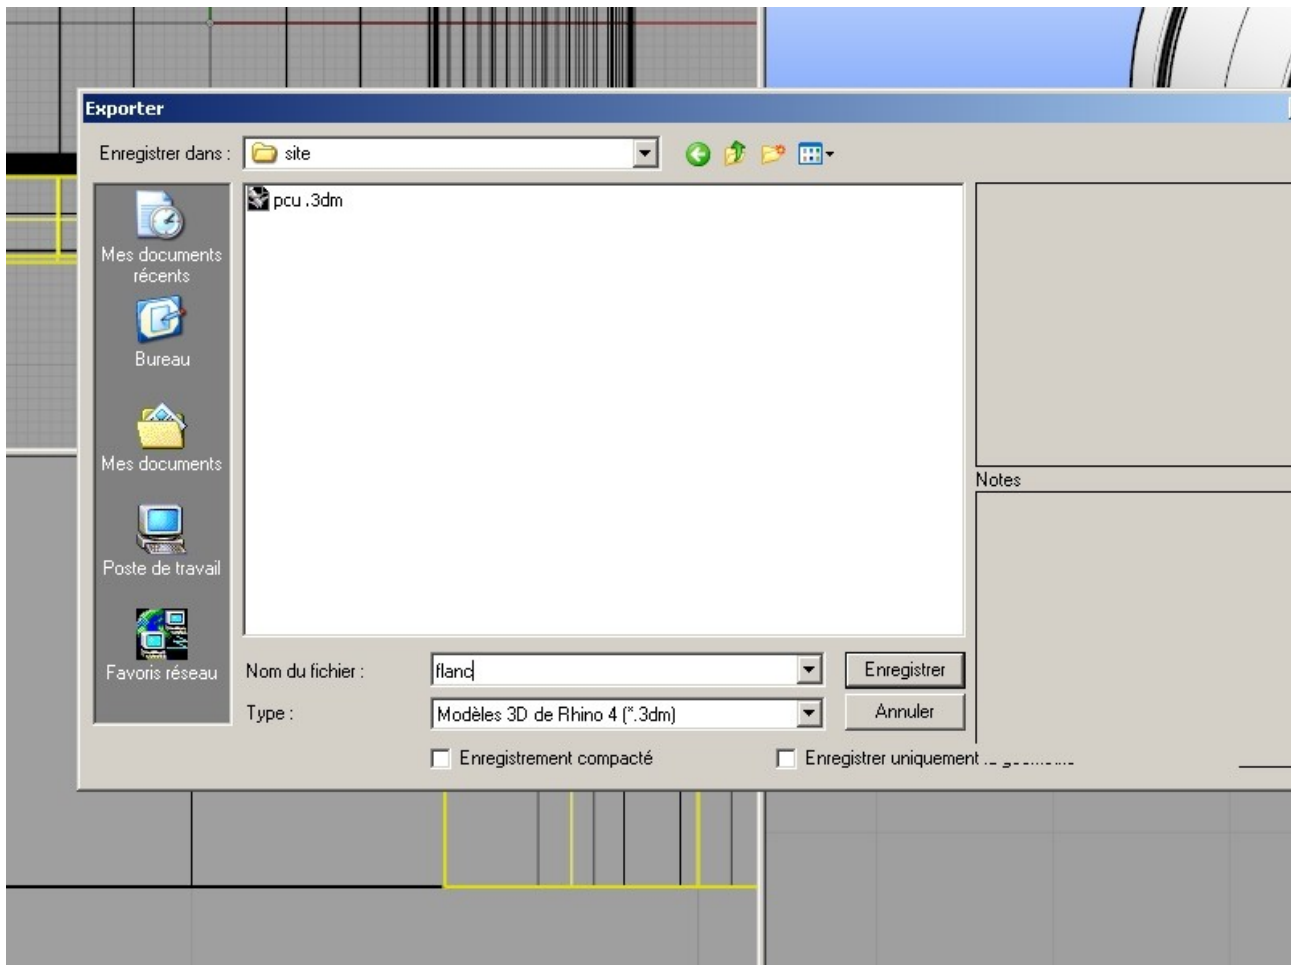 Exporter
Enregistrer dans :
site
pcu .3dm
Mes documents
récents
Bureau
Mes documents
Poste de travail
Favoris réseau
Notes
Nom du fichier :
flanc
Enregistrer
Type :
Modèles 3D de Rhino 4 (*.3dm)
Annuler
Enregistrement compacté
Enregistrer uniquement